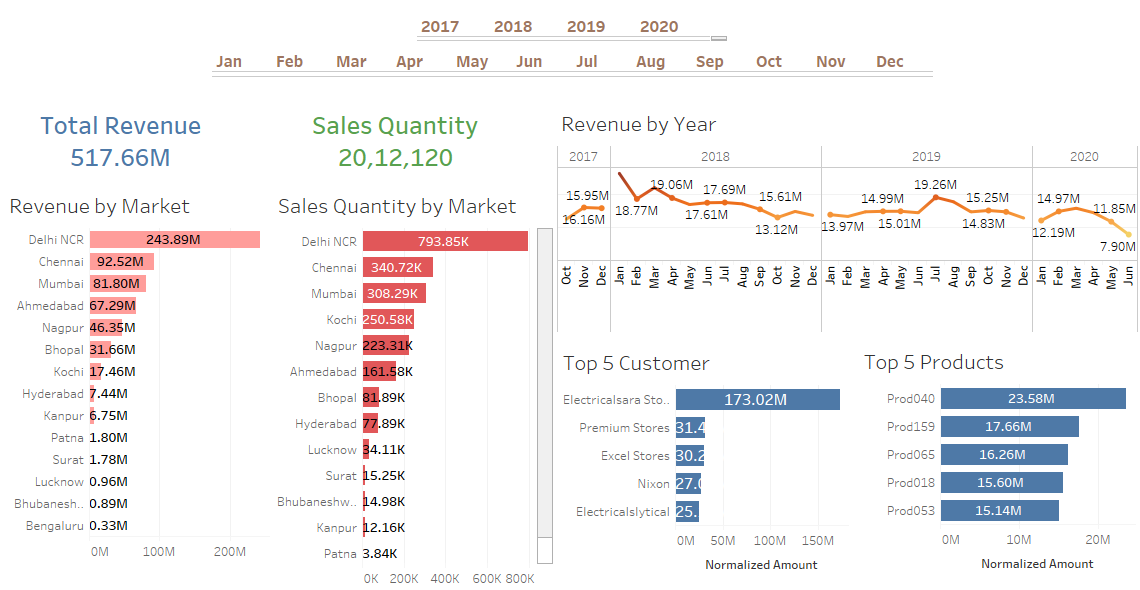 2017 2018 2019 2020
Jan Feb Mar Apr May Jun Jul Aug Sep Oct Nov Dec
Total Revenue
517.66M
Sales Quantity
20,12,120
Revenue by Market
Delhi NCR 243.89M
Chennai 92.52M
Mumbai 81.80M
Ahmedabad 67.29M
Nagpur 46.35M
Bhopal 31.66M
Kochi 17.46M
Hyderabad 7.44M
Kanpur 6.75M
Patna 1.80M
Surat 1.78M
Lucknow 0.96M
Bhubanesh.. 0.89M
Bengaluru 0.33M
0M 100M 200M
Sales Quantity by Market
Delhi NCR 793.85K
Chennai 340.72K
Mumbai 308.29K
Kochi 250.58K
Nagpur 223.31K
Ahmedabad 161.58K
Bhopal 81.89K
Hyderabad 77.89K
Lucknow 34.11K
Surat 15.25K
Bhubaneshw.. 14.98K
Kanpur 12.16K
Patna 3.84K
0K 200K 400K 600K 800K
Revenue by Year
2017 2018 2019 2020
15.95M 19.06M 17.69M 15.61M 14.99M 19.26M 15.25M 14.97M 11.85M
16.16M 18.77M 17.61M 13.12M 13.97M 15.01M 14.83M 12.19M 7.90M
Oct Nov Dec Jan Feb Mar Apr May Jun Jul Aug Sep Oct Nov Dec Jan Feb Mar Apr May Jun Jul Aug Sep Oct Nov Dec Jan Feb Mar Apr May Jun
Top 5 Customer
Electricalsara Sto.. 173.02M
Premium Stores 31.4
Excel Stores 30.2
Nixon 27.0
Electricalslytical 25.
0M 50M 100M 150M
Normalized Amount
Top 5 Products
Prod040 23.58M
Prod159 17.66M
Prod065 16.26M
Prod018 15.60M
Prod053 15.14M
0M 10M 20M
Normalized Amount